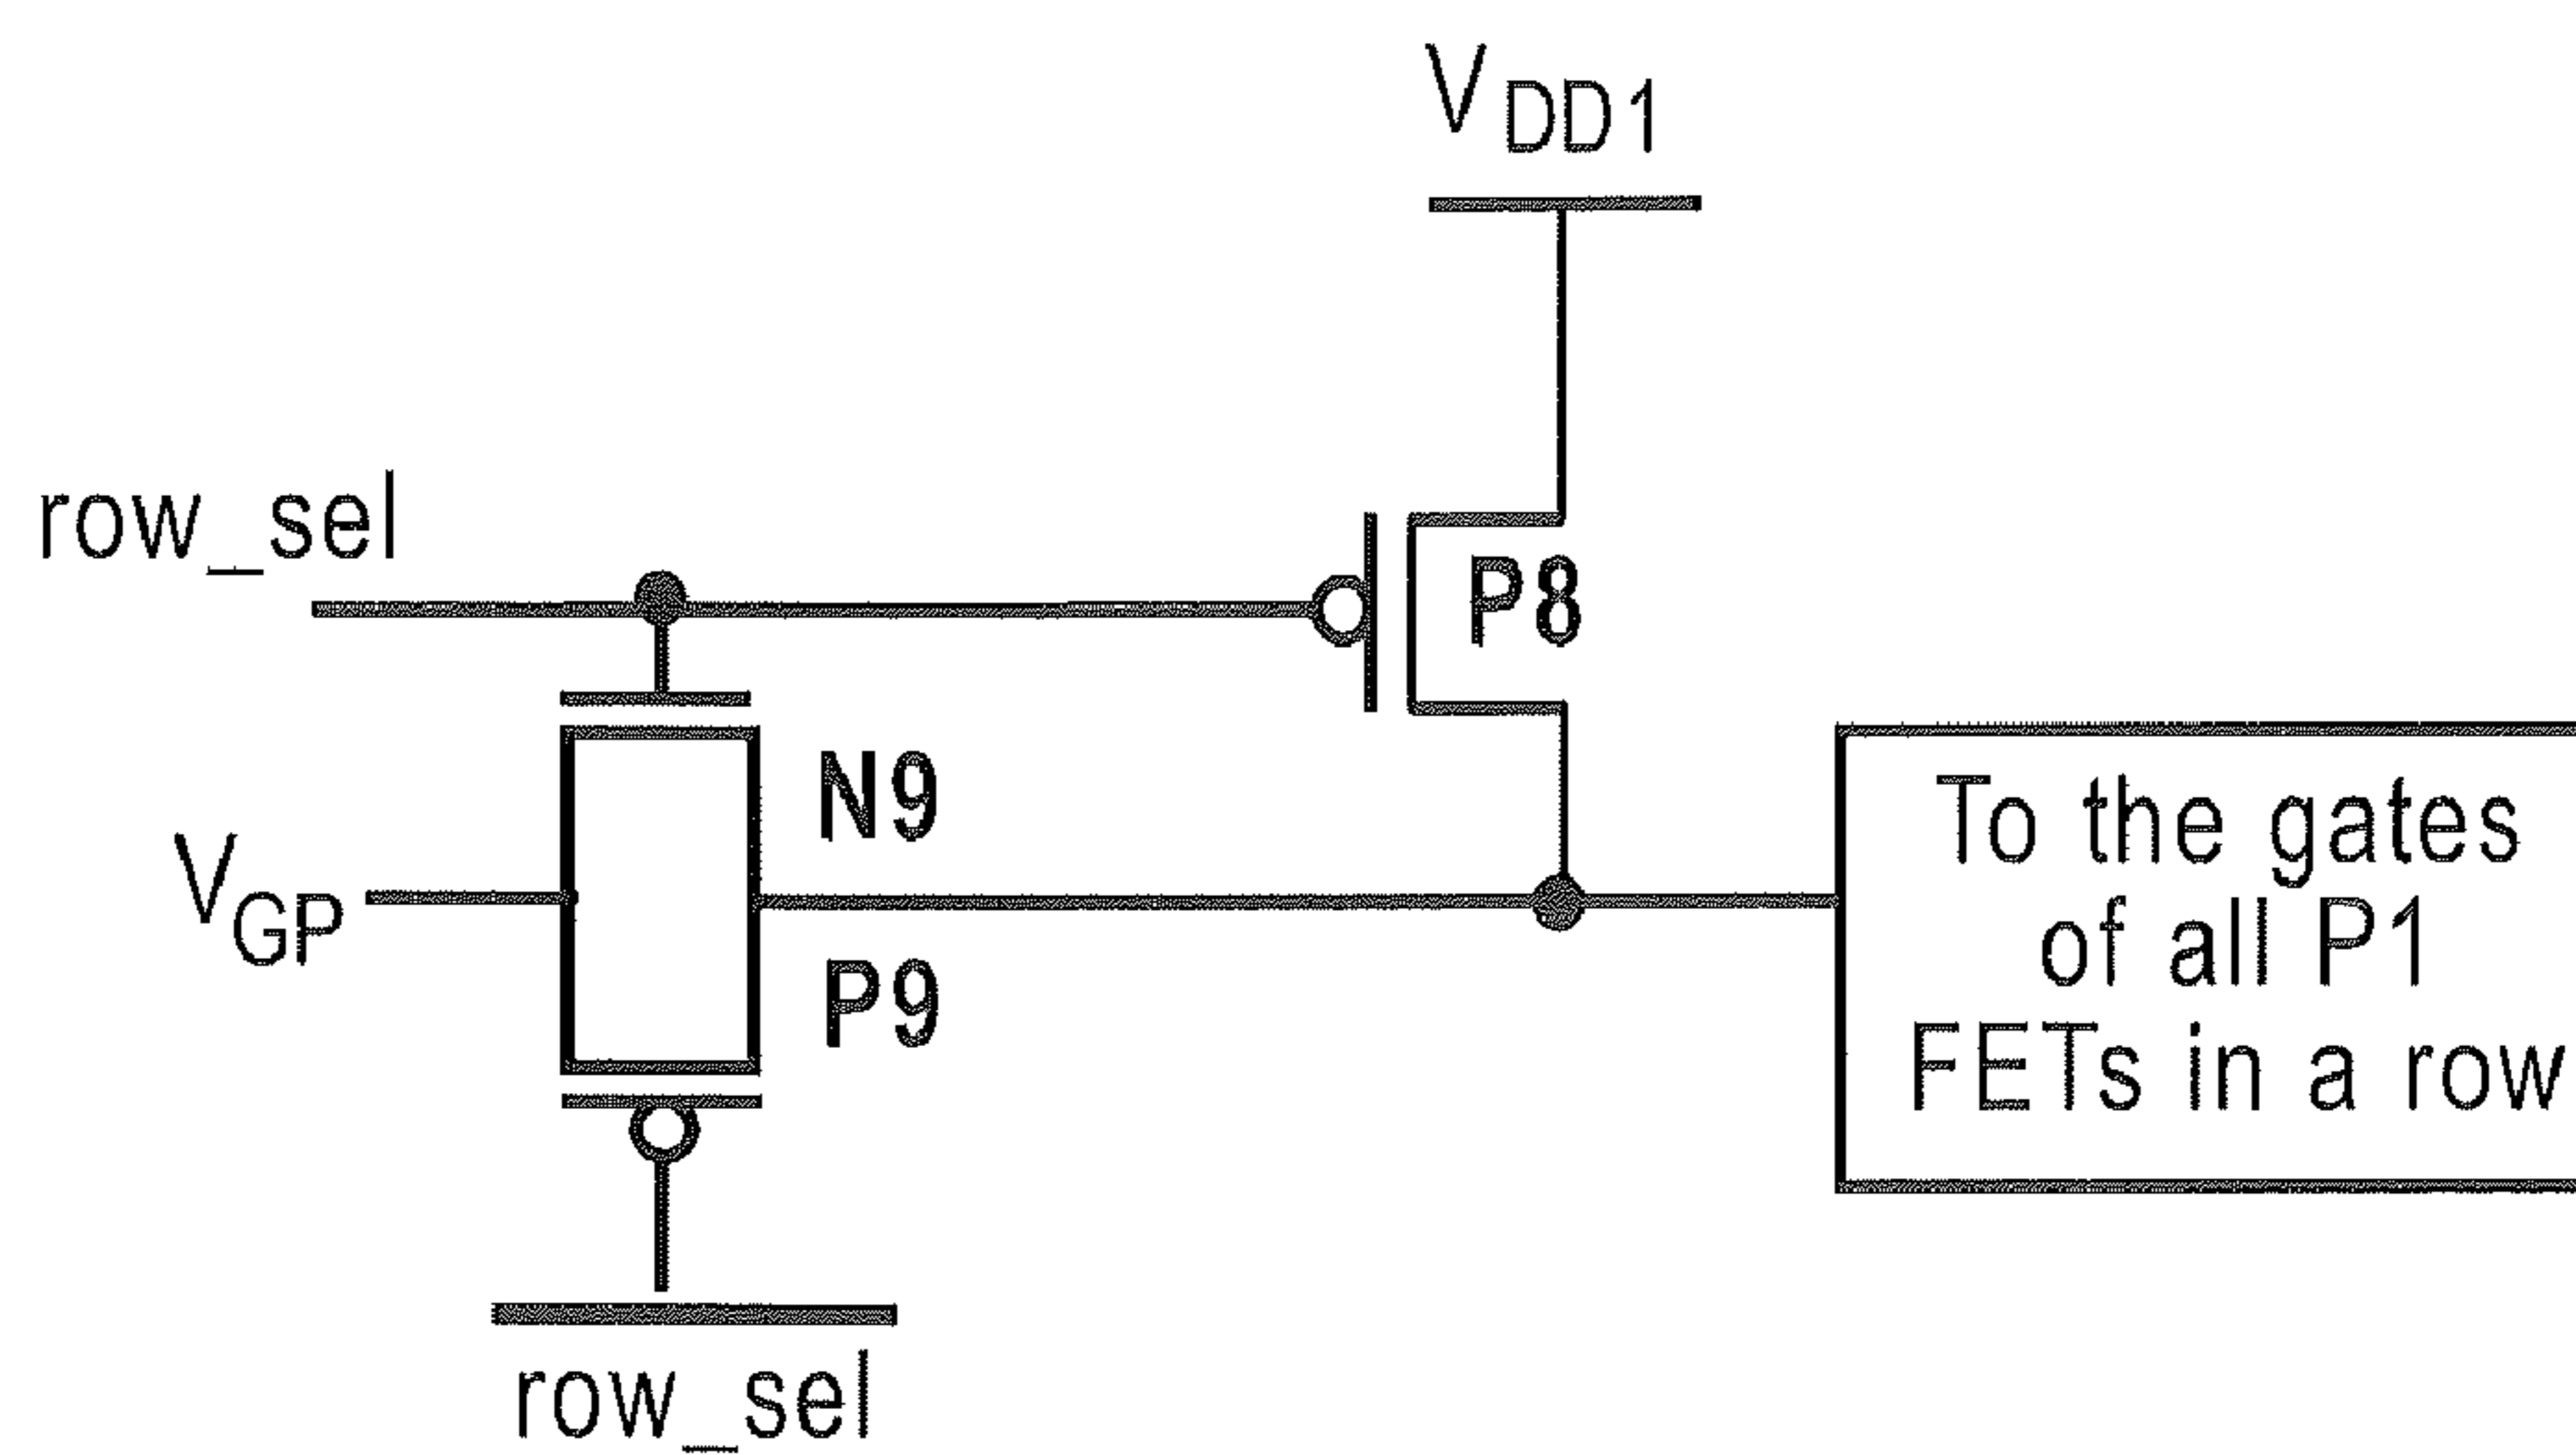 VDD1
row_sel
P8
N9
VGP
P9
To the gates
of all P1
FETs in a row
row_sel